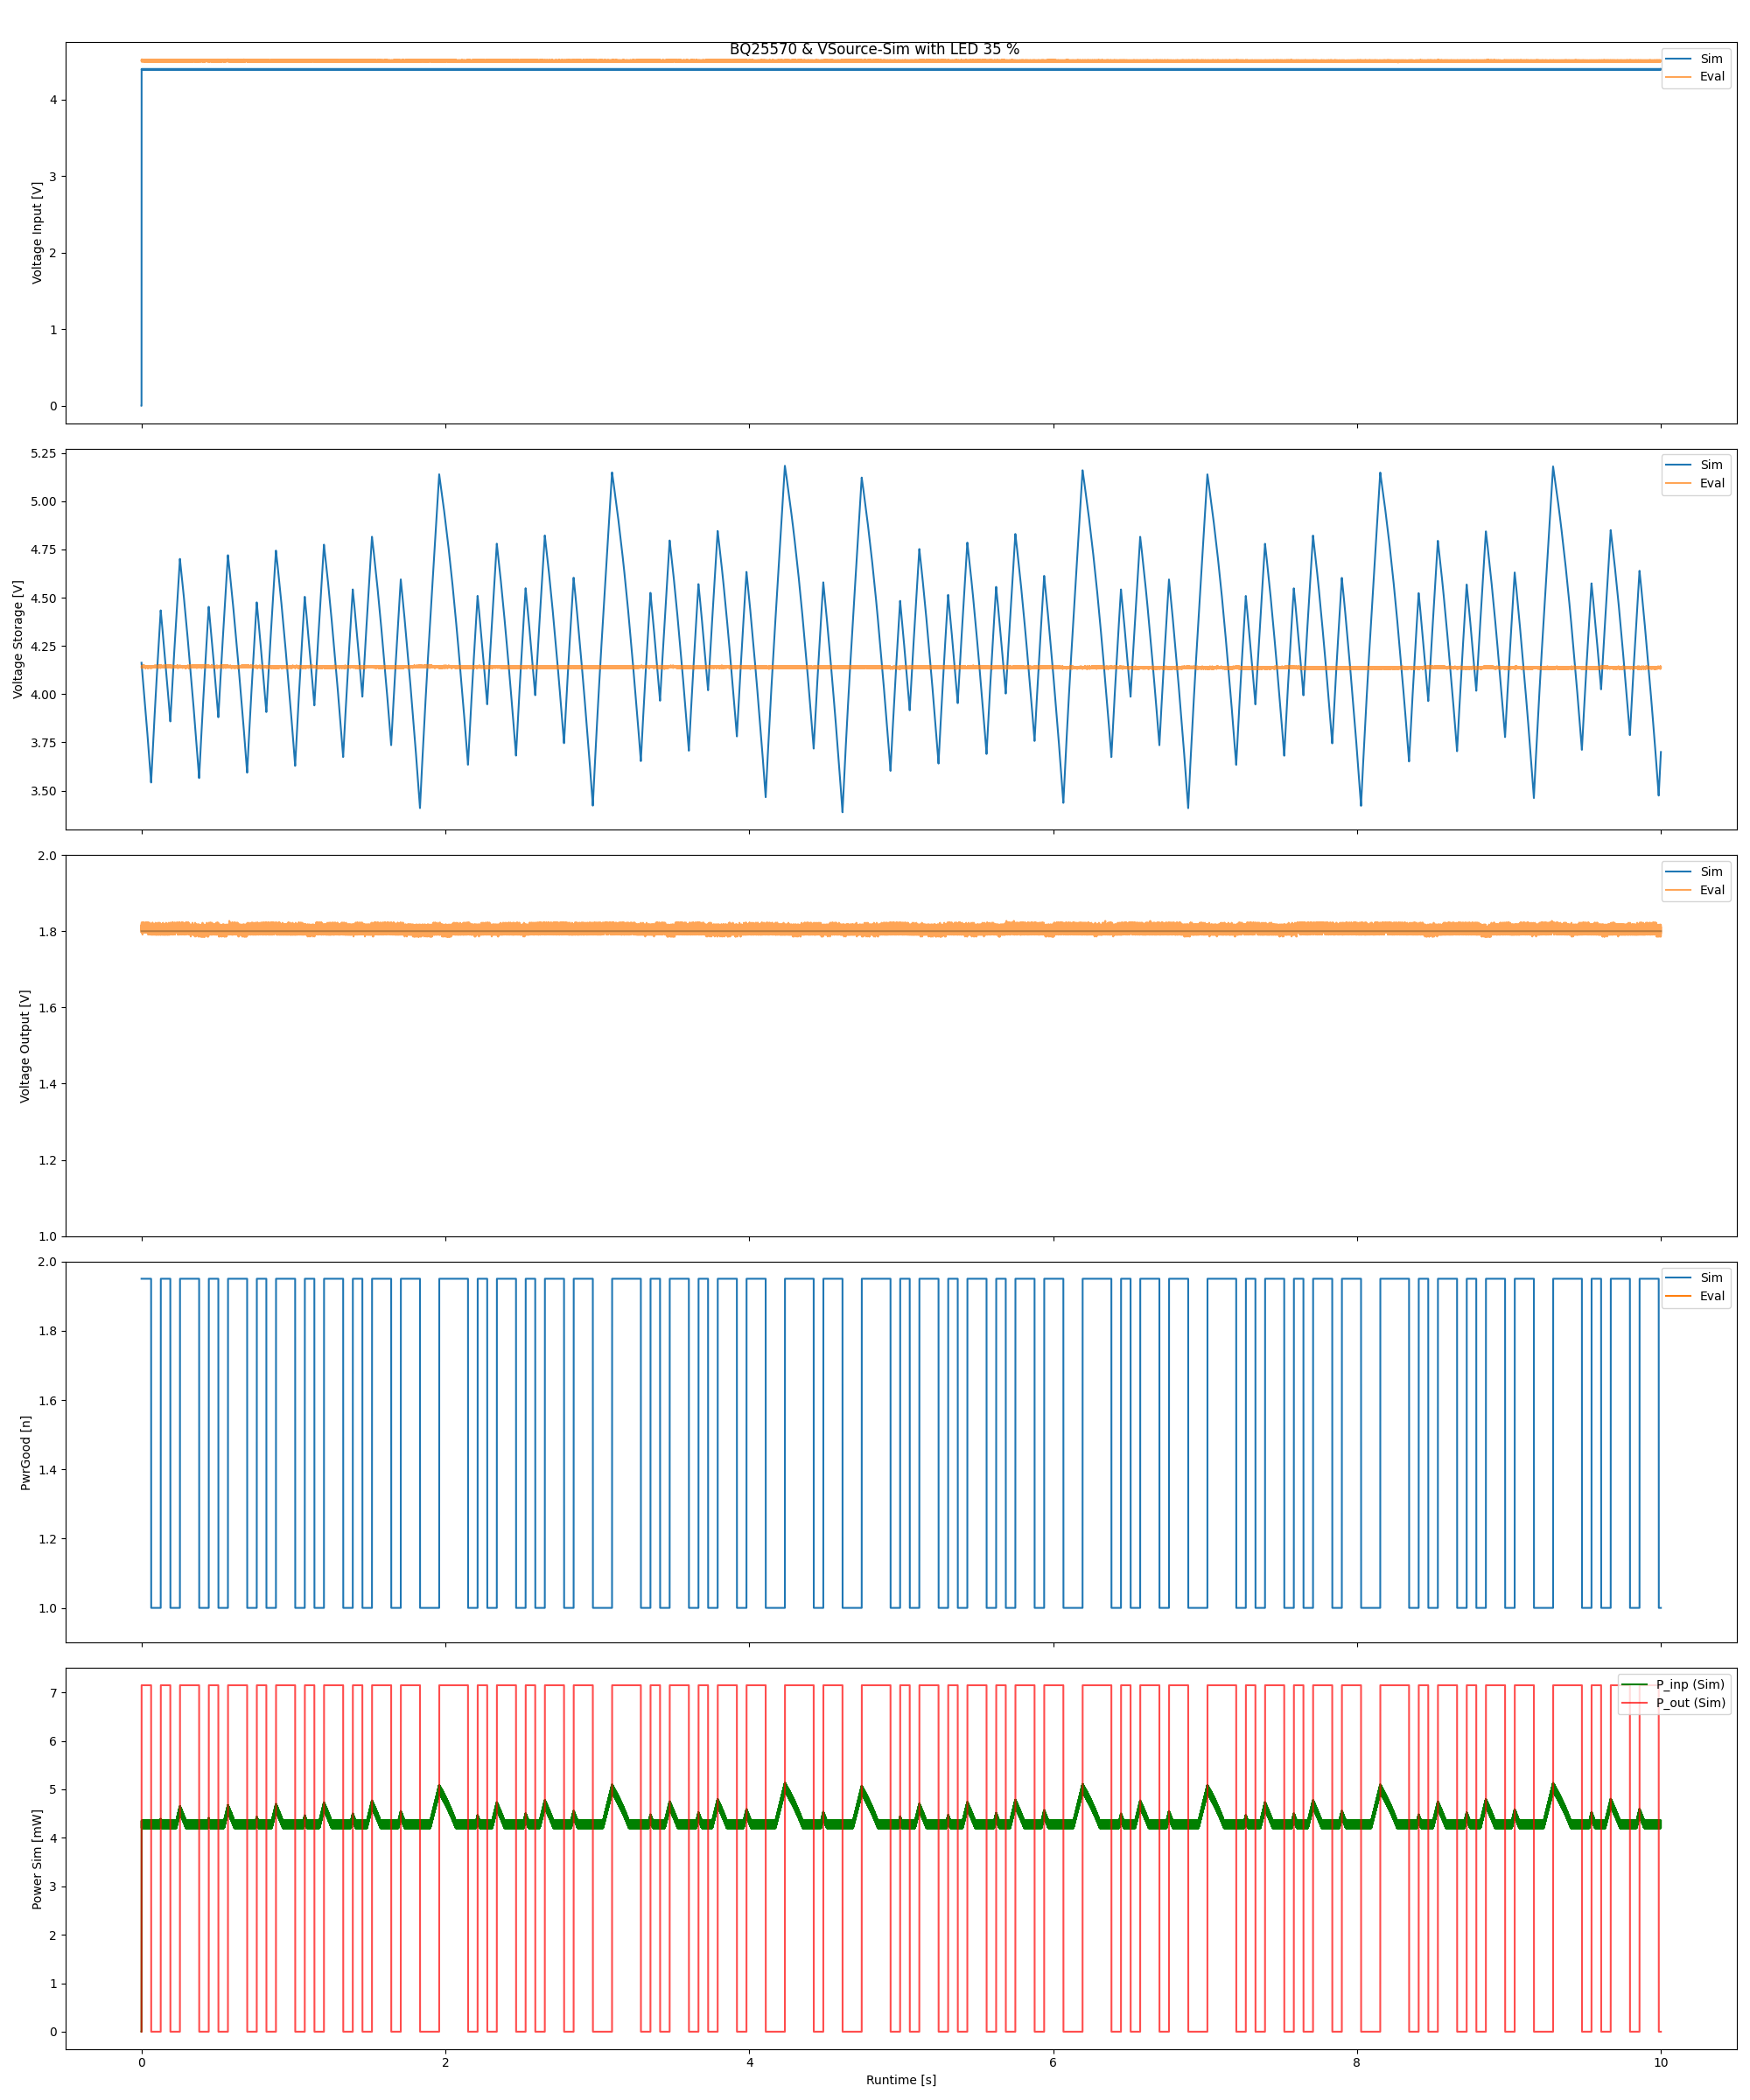 BQ25570 & VSource-Sim with LED 35 %
Voltage Input [V]
4
3
2
1
0
Sim
Eval
Voltage Storage [V]
5.25
5.00
4.75
4.50
4.25
4.00
3.75
3.50
Sim
Eval
Voltage Output [V]
2.0
1.8
1.6
1.4
1.2
1.0
Sim
Eval
PwrGood [n]
2.0
1.8
1.6
1.4
1.2
1.0
Sim
Eval
Power Sim [mW]
7
6
5
4
3
2
1
0
P_inp (Sim)
P_out (Sim)
0 2 4 6 8 10
Runtime [s]